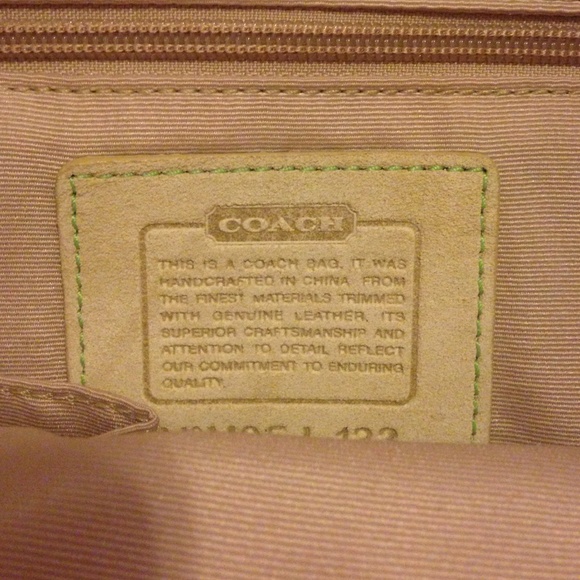 COACH
THIS IS A COACH BAG. IT WAS
HANDCRAFTED IN CHINA FROM
THE FINEST MATERIALS TRIMMED
WITH GENUINE LEATHER. ITS
SUPERIOR CRAFTSMANSHIP AND
ATTENTION TO DETAIL REFLECT
OUR COMMITMENT TO ENDURING
QUALITY.